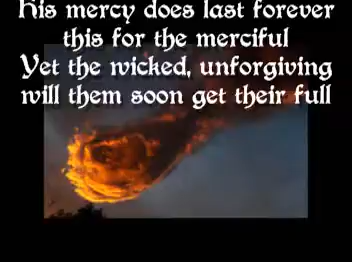 His mercy does last forever
this for the merciful
Yet the wicked, unforgiving
will them soon get their full